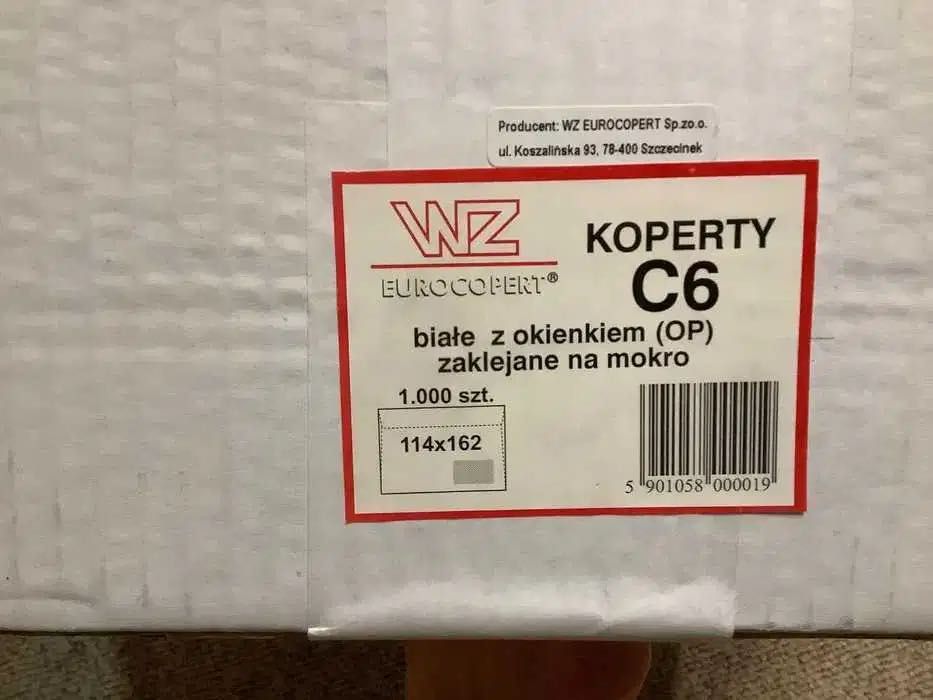 Producent: WZ EUROCOPERT Sp.zo.o.
ul. Koszalińska 93, 78-400 Szczecinek
WZ
EUROCOPERT®
KOPERTY
C6
białe z okienkiem (OP)
zaklejane na mokro
1.000 szt.
114x162
5 901058 000019